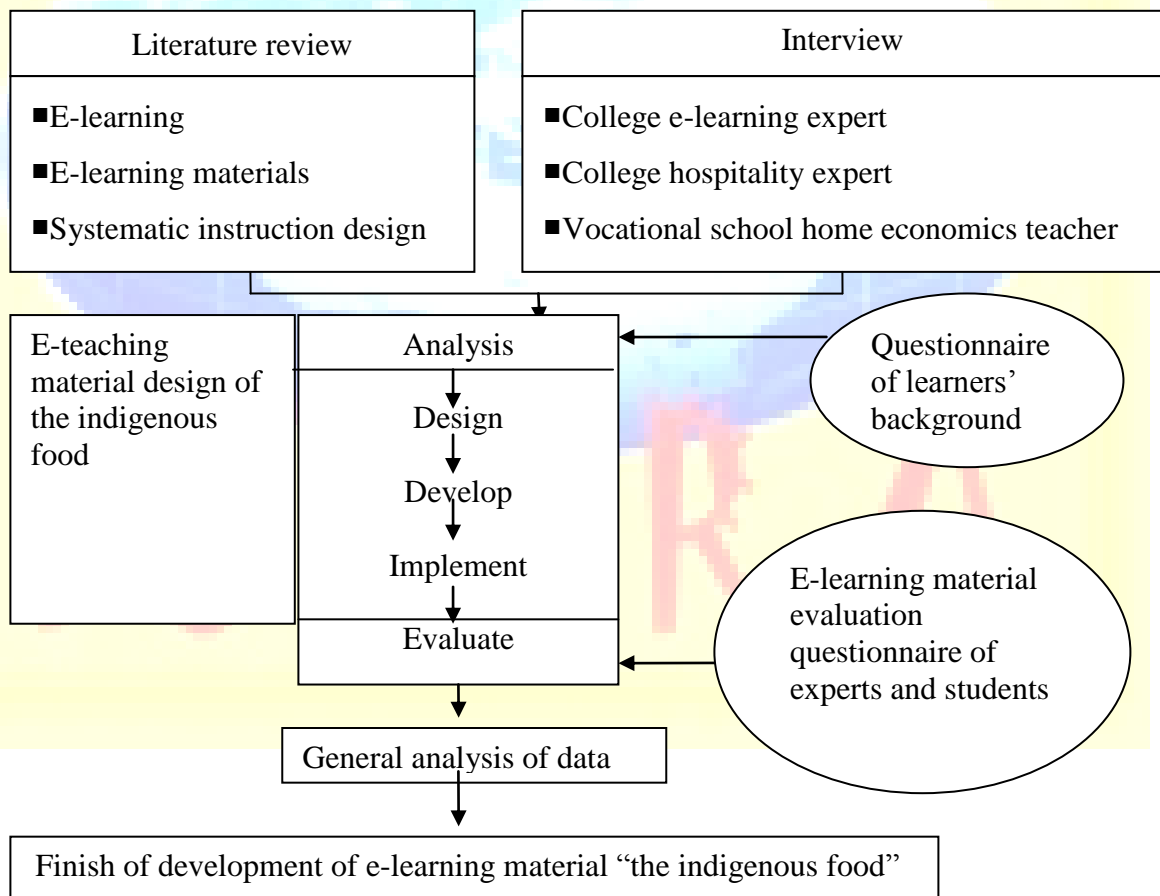 Literature review
■E-learning
■E-learning materials
■Systematic instruction design
Interview
■College e-learning expert
■College hospitality expert
■Vocational school home economics teacher
E-teaching
material design of
the indigenous
food
Analysis
Design
Develop
Implement
Evaluate
Questionnaire
of learners’
background
E-learning material
evaluation
questionnaire of
experts and students
General analysis of data
Finish of development of e-learning material “the indigenous food”